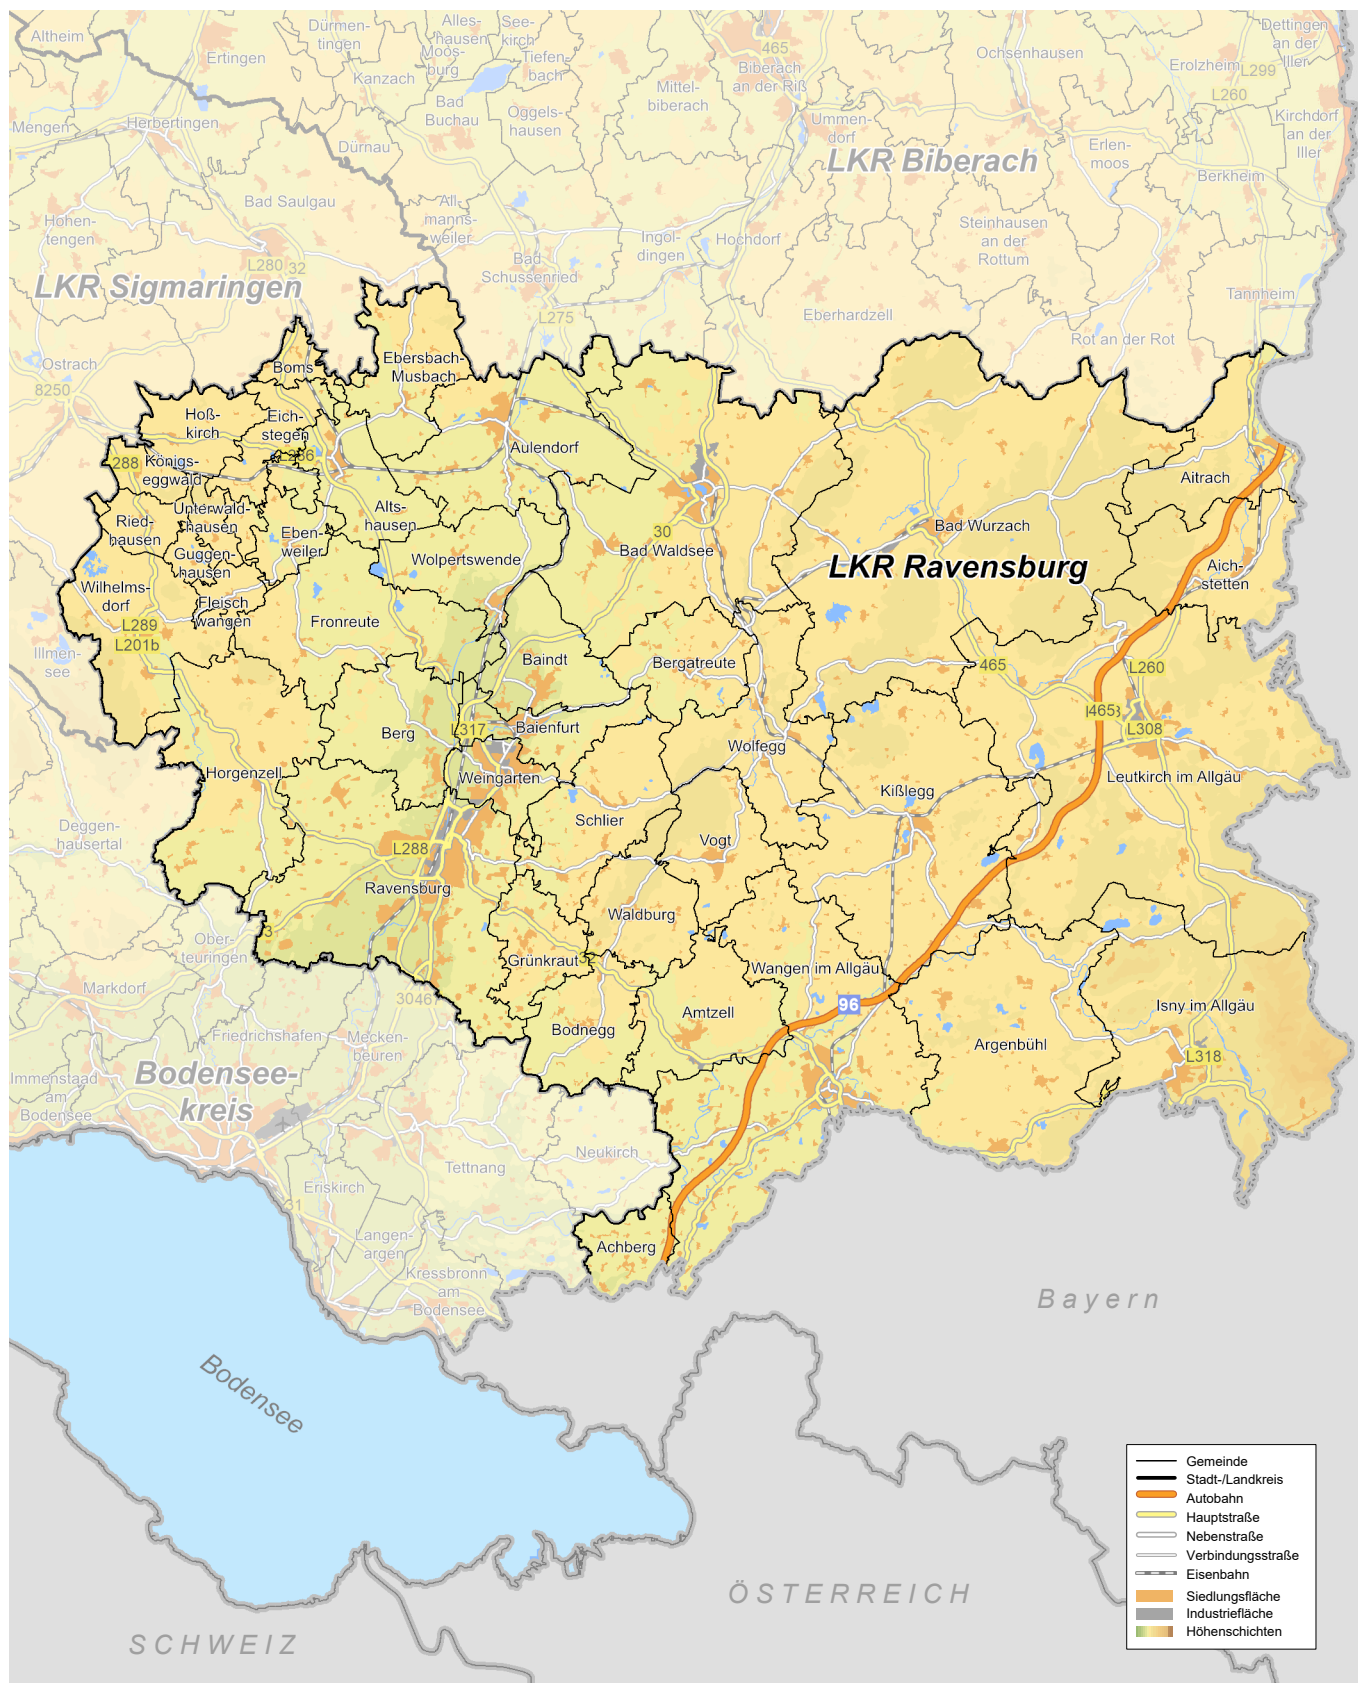 Altheim
Ertingen
Dürmen-
tingen
Kanzach
Alles-
hausen
See-
kirch
Moos-
burg
Tiefen-
bach
Bad
Buchau
Oggels-
hausen
Mengen
Herbertingen
Dürnau
465
Biberach
an der Riß
Mittel-
biberach
Ummen-
dorf
Ochsenhausen
Dettingen
an der
Iller
Erolzheim
L299
L260
Kirchdorf
an der
Iller
Erlen-
moos
Berkheim
LKR Biberach
Hohen-
tengen
Bad Saulgau
All-
manns-
weiler
Bad
Schussenried
Ingol-
dingen
Hochdorf
Steinhausen
an der
Rottum
L280
32
LKR Sigmaringen
L275
Eberhardzell
Tannheim
Rot an der Rot
Ostrach
8250
Boms
Ebersbach-
Musbach
Hoß-
kirch
Eich-
stegen
L286
L288
Königs-
eggwald
Aulendorf
Aitrach
Ried-
hausen
Unterwald-
hausen
Alts-
hausen
Eben-
weiler
Guggen-
hausen
30
Bad Waldsee
Bad Wurzach
Wolpertswende
LKR Ravensburg
Aich-
stetten
Wilhelms-
dorf
Fleisch
wangen
L289
L201b
Fronreute
Illmen-
see
Baindt
Bergatreute
465
L260
465
L308
Berg
L317
Baienfurt
Wolfegg
Horgenzell
Weingarten
Leutkirch im Allgäu
Kißlegg
Deggen-
hausertal
Schlier
Vogt
L288
Ravensburg
Waldburg
3
Ober-
teuringen
Grünkraut
32
Wangen im Allgäu
Markdorf
30
467
96
Amtzell
Isny im Allgäu
Bodnegg
Friedrichshafen
Mecken-
beuren
Argenbühl
L318
Bodensee-
kreis
Immenstaad
am
Bodensee
Neukirch
Tettnang
Eriskirch
31
Langen-
argen
Achberg
Kressbronn
am
Bodensee
Bayern
Bodensee
ÖSTERREICH
SCHWEIZ
Gemeinde
Stadt-/Landkreis
Autobahn
Hauptstraße
Nebenstraße
Verbindungsstraße
Eisenbahn
Siedlungsfläche
Industriefläche
Höhenschichten